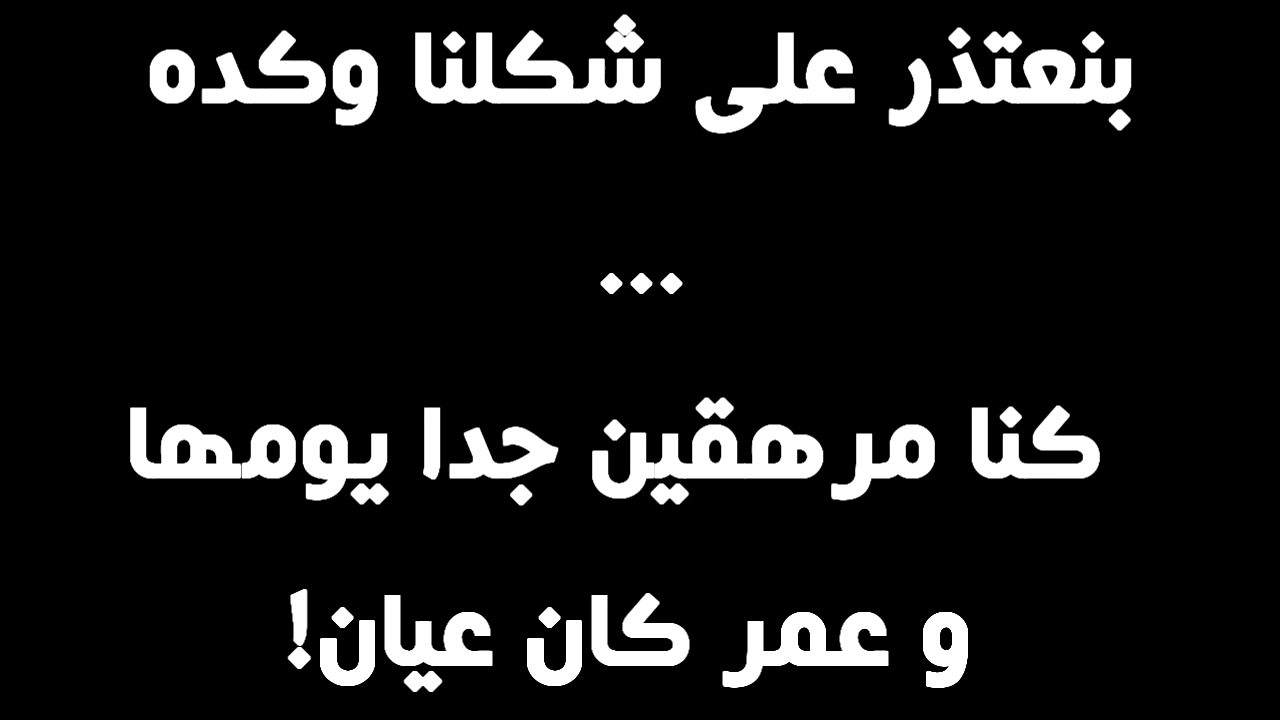 بنعتذر على شكلنا وكده
...
كنا مرهقين جدا يومها
و عمر كان عيان!